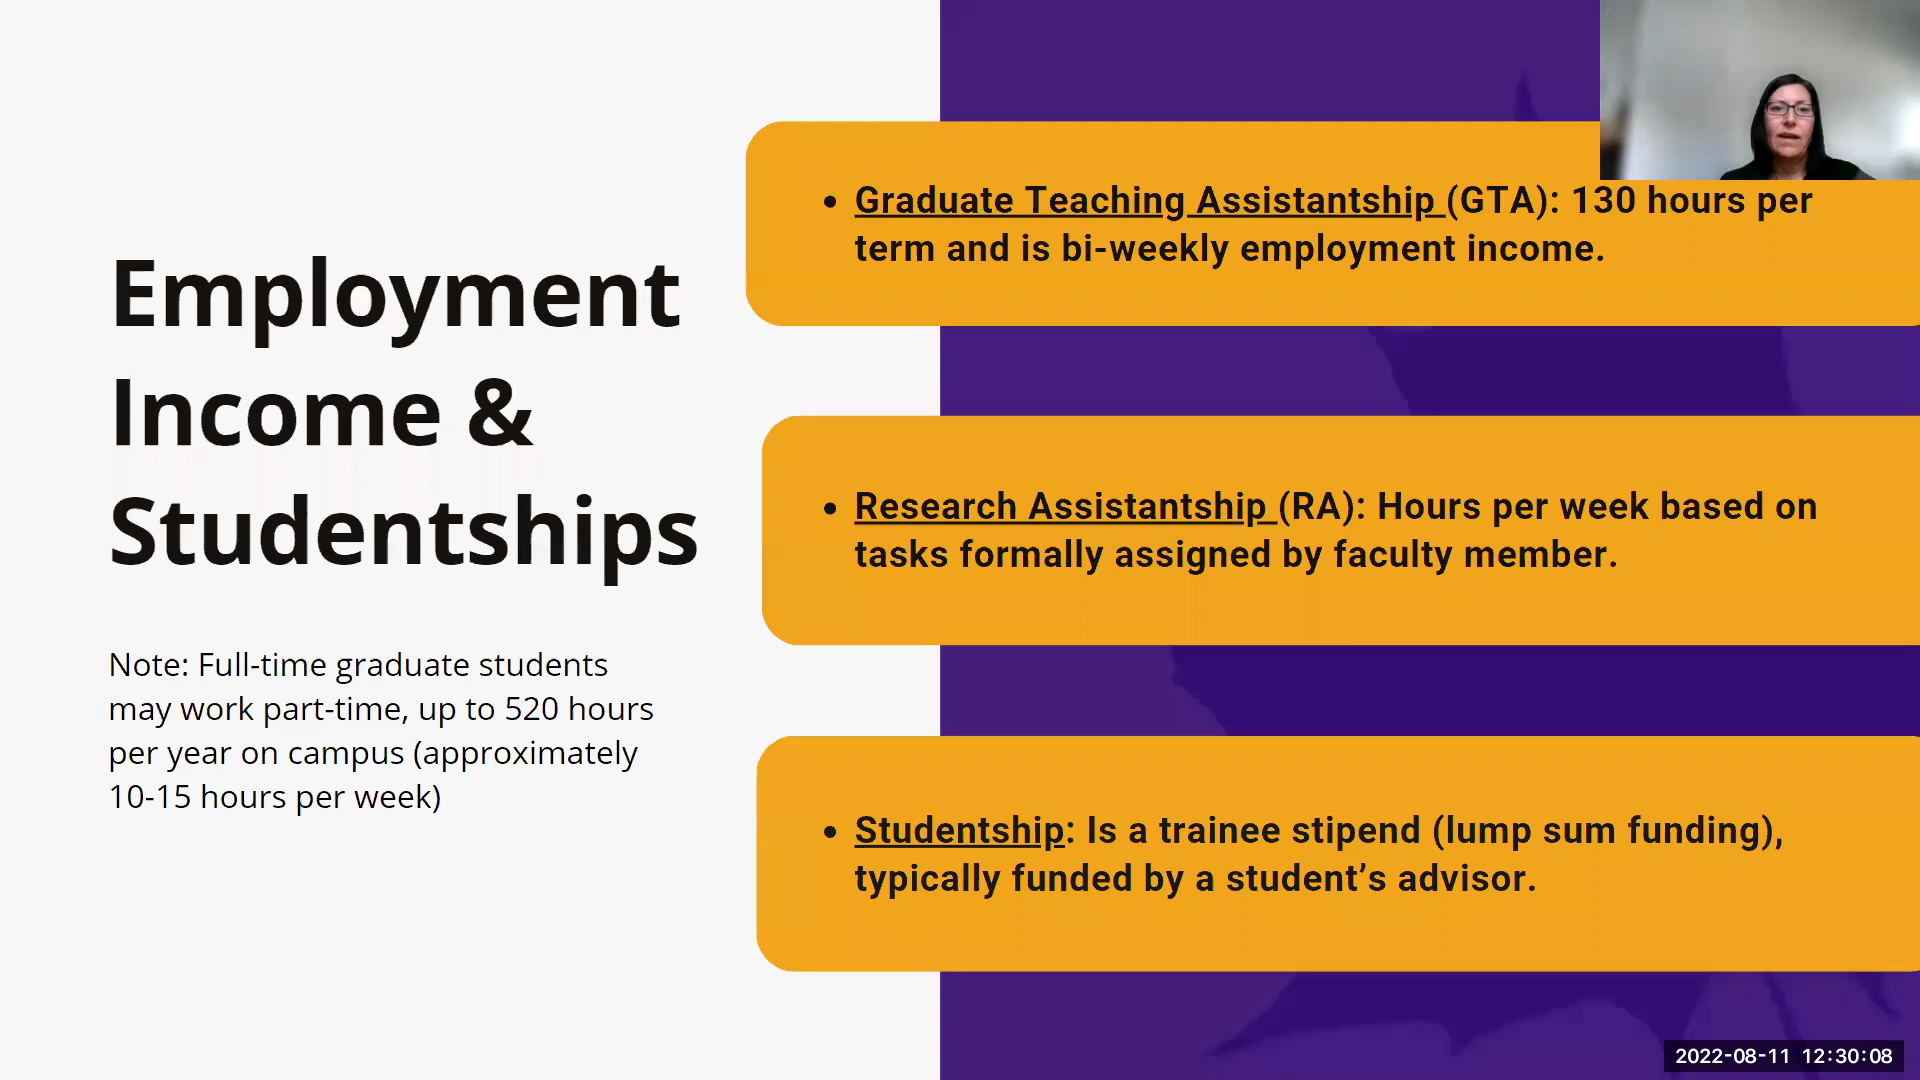 Employment
Income &
Studentships
Note: Full-time graduate students
may work part-time, up to 520 hours
per year on campus (approximately
10-15 hours per week)
• Graduate Teaching Assistantship (GTA): 130 hours per
term and is bi-weekly employment income.
• Research Assistantship (RA): Hours per week based on
tasks formally assigned by faculty member.
• Studentship: Is a trainee stipend (lump sum funding),
typically funded by a student’s advisor.
2022-08-11 12:30:08